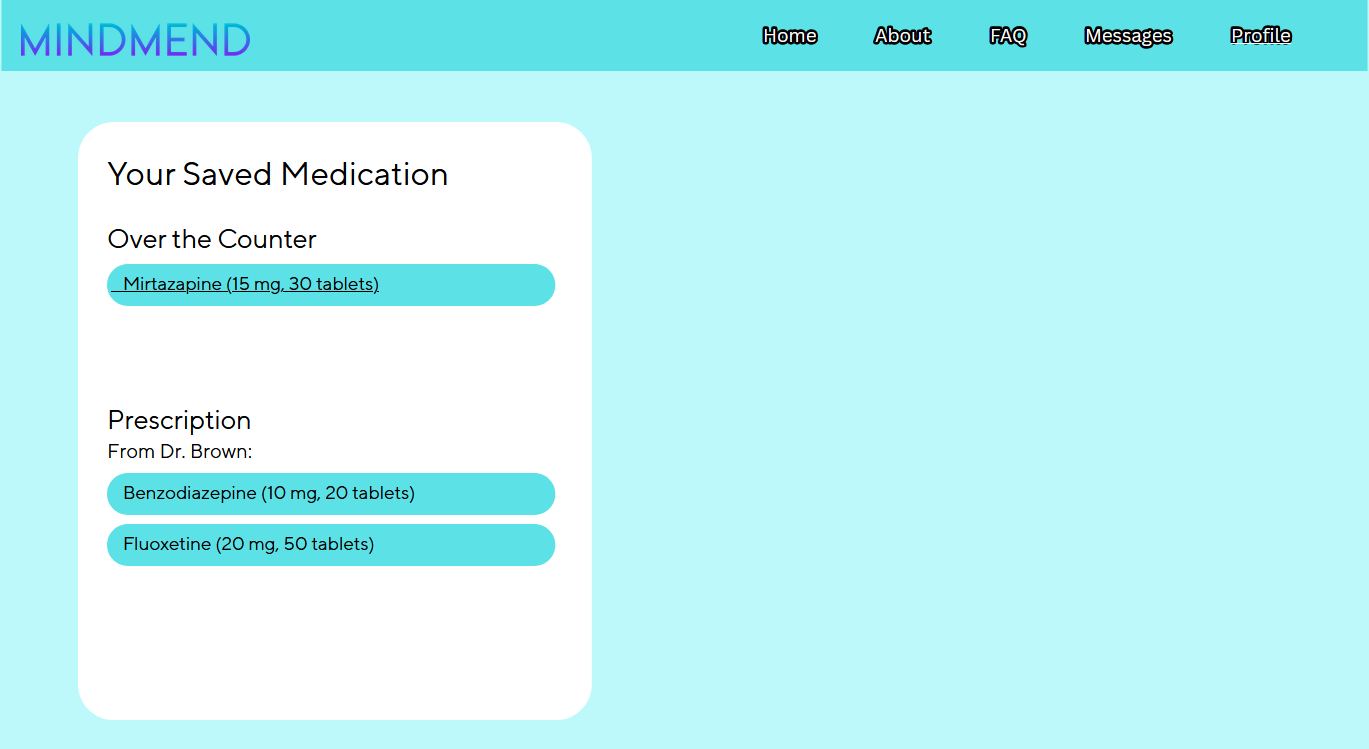 MINDMEND
Home About FAQ Messages Profile
Your Saved Medication
Over the Counter
Mirtazapine (15 mg, 30 tablets)
Prescription
From Dr. Brown:
Benzodiazepine (10 mg, 20 tablets)
Fluoxetine (20 mg, 50 tablets)